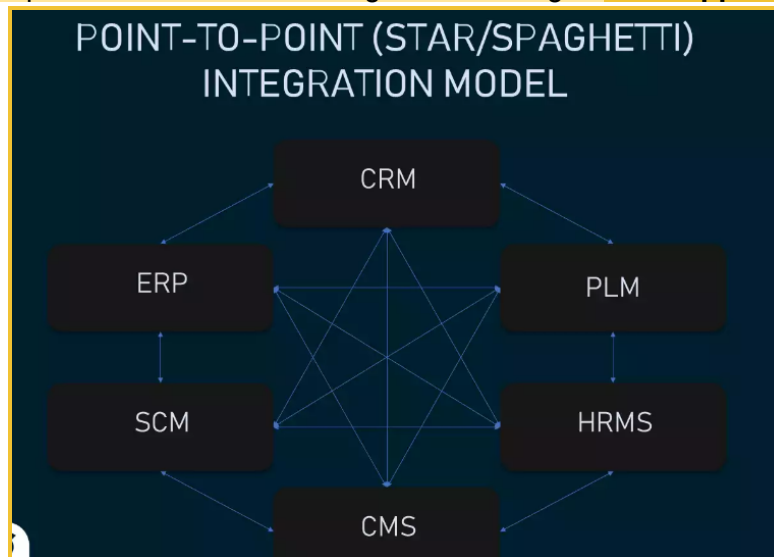 POINT-TO-POINT (STAR/SPAGHETTI)
INTEGRATION MODEL
CRM
ERP
PLM
SCM
HRMS
CMS